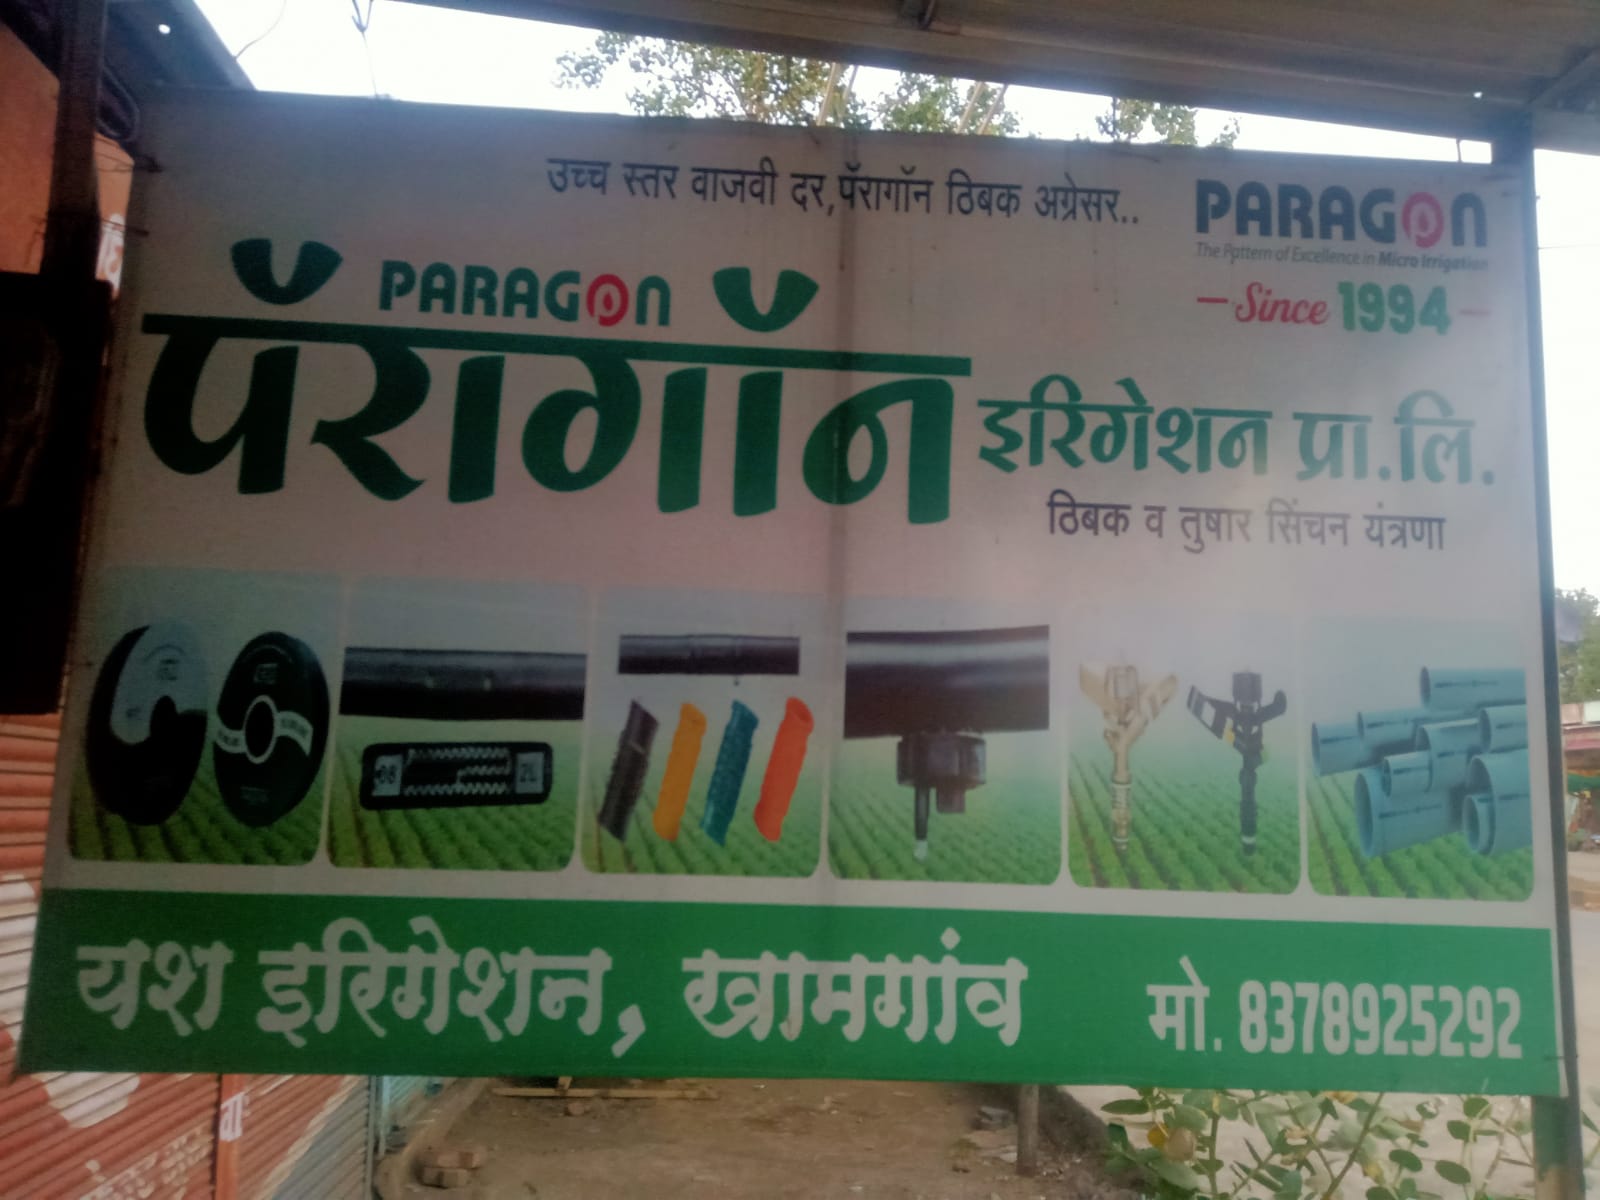 उच्च स्तर वाजवी दर,पॅरागॉन ठिबक अग्रेसर..
PARAGON
The Pattern of Excellence in Micro Irrigation
Since 1994
PARAGON
पॅरागॉन इरिगेशन प्रा.लि.
ठिबक व तुषार सिंचन यंत्रणा
यश इरिगेशन, खामगांव मो. 8378925292